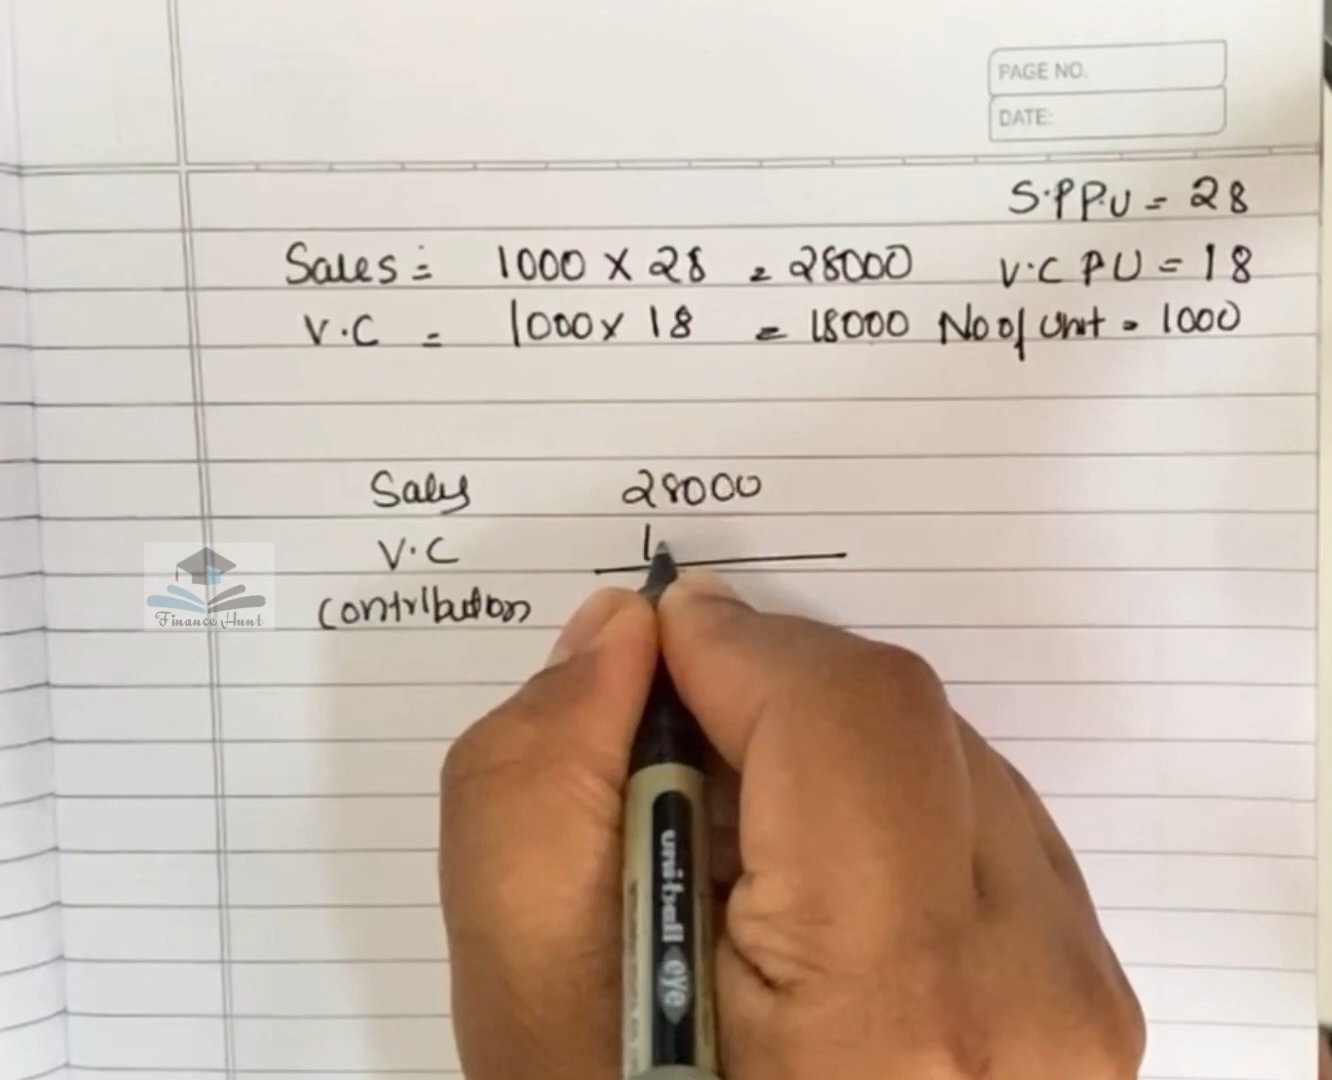 PAGE NO.
DATE:
S.P P.U = 28
Sales = 1000 X 28 = 28000 V.C P U = 18
V.C = 1000 x 18 = 18000 No of Unit = 1000
Sales 28000
V.C 1
Contribution
Finance Hunt
uniball eye